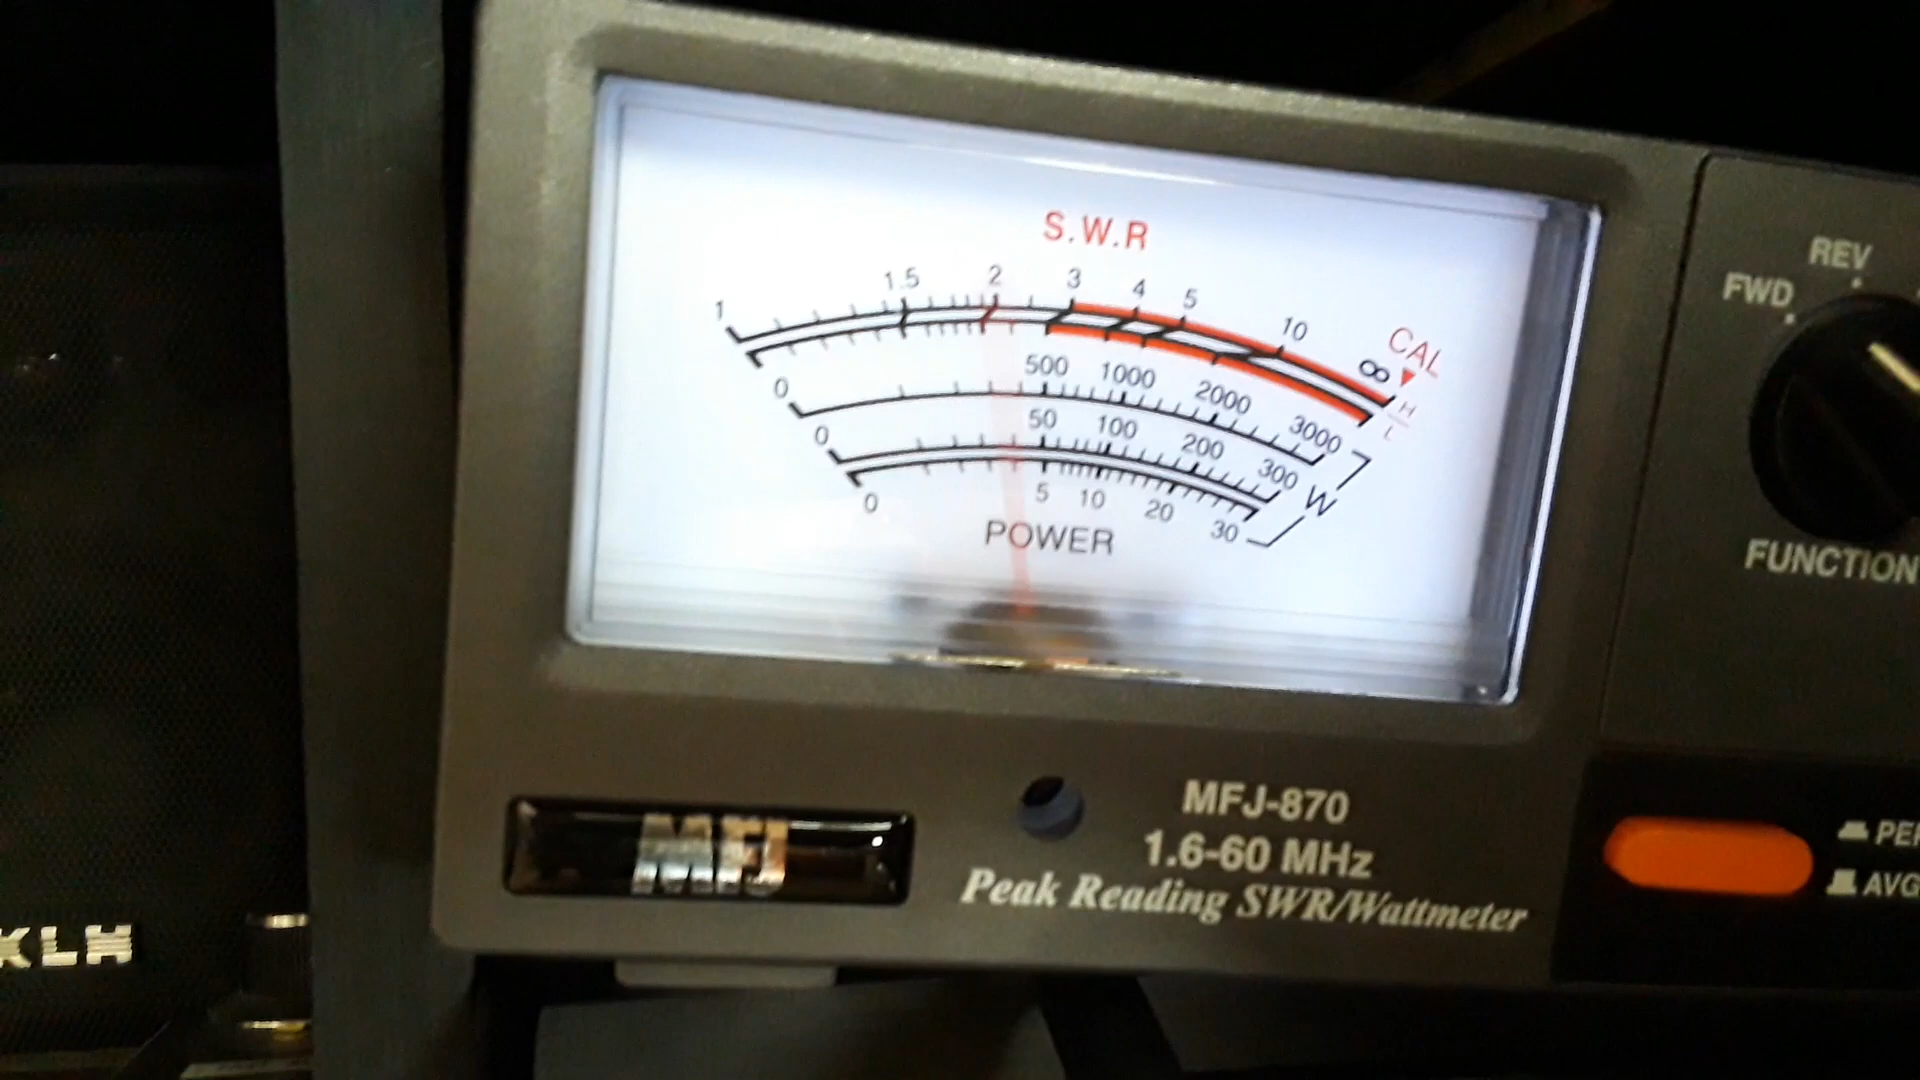 S.W.R
1 1.5 2 3 4 5 10 ∞ CAL
H
L
0 500 1000 2000 3000
0 50 100 200 300 W
0 5 10 20 30
POWER
REV
FWD
FUNCTION
MFJ
MFJ-870
1.6-60 MHz
Peak Reading SWR/Wattmeter
AVG
KLH